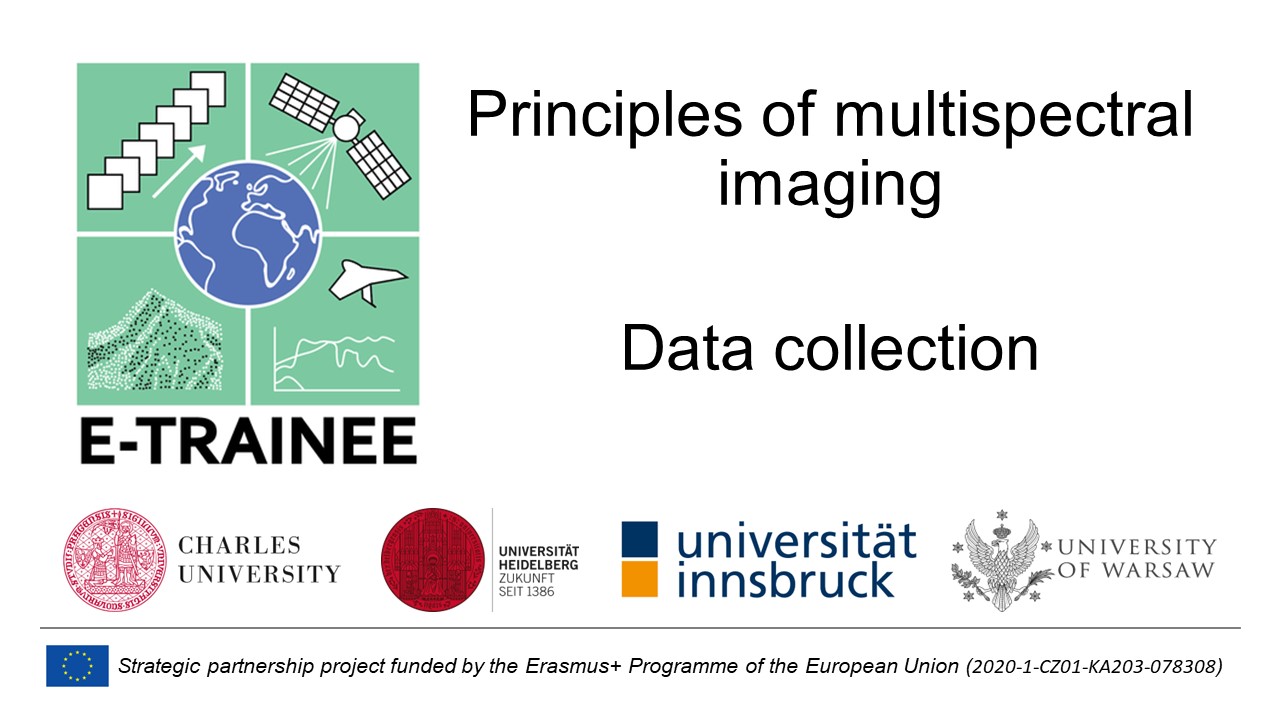 Principles of multispectral
imaging
Data collection
E-TRAINEE
CHARLES
UNIVERSITY
UNIVERSITÄT
HEIDELBERG
ZUKUNFT
SEIT 1386
universität
innsbruck
UNIVERSITY
OF WARSAW
Strategic partnership project funded by the Erasmus+ Programme of the European Union (2020-1-CZ01-KA203-078308)